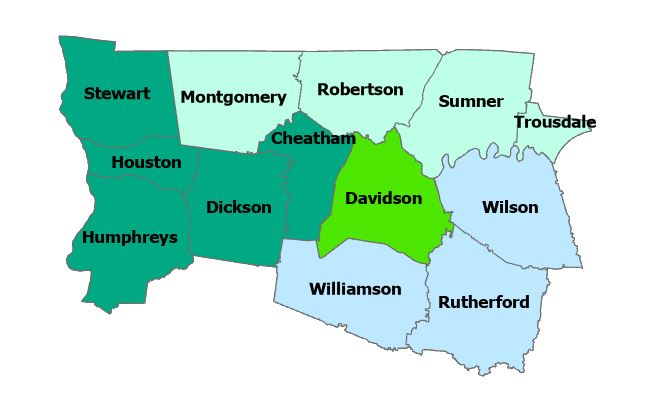 Stewart
Montgomery
Robertson
Sumner
Trousdale
Cheatham
Houston
Dickson
Davidson
Wilson
Humphreys
Williamson
Rutherford